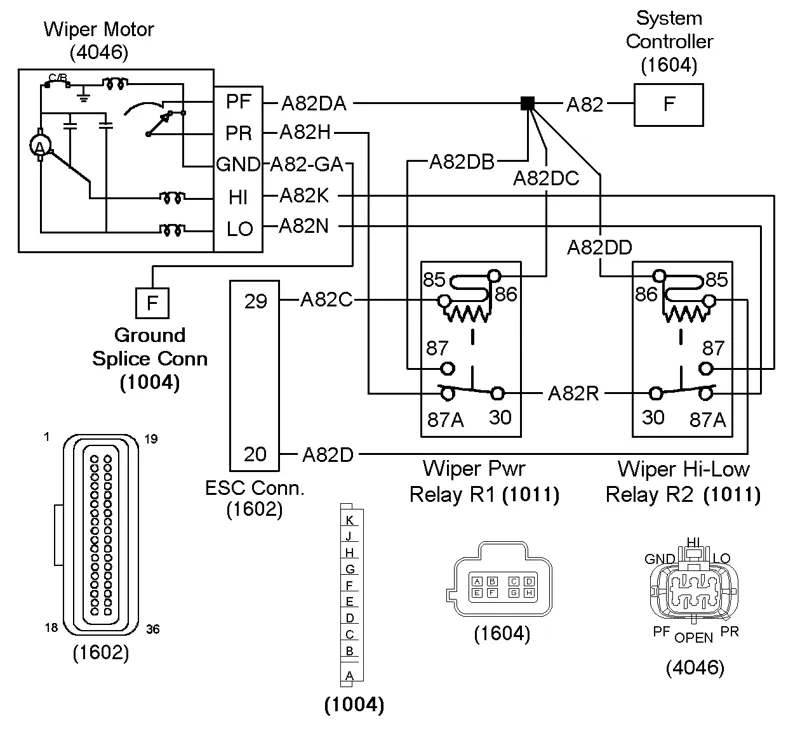 Wiper Motor
(4046)
System
Controller
(1604)
C/B
A
PF
A82DA
A82
F
PR
A82H
GND
A82-GA
A82DB
A82DC
HI
A82K
LO
A82N
A82DD
F
Ground
Splice Conn
(1004)
29
A82C
85
86
87
87A
30
A82R
86
85
87
30
87A
20
A82D
ESC Conn.
(1602)
Wiper Pwr
Relay R1 (1011)
Wiper Hi-Low
Relay R2 (1011)
1
19
18
36
(1602)
K
J
H
G
F
E
D
C
B
A
(1004)
A B C D
E F G H
(1604)
HI
GND
LO
PF
OPEN
PR
(4046)